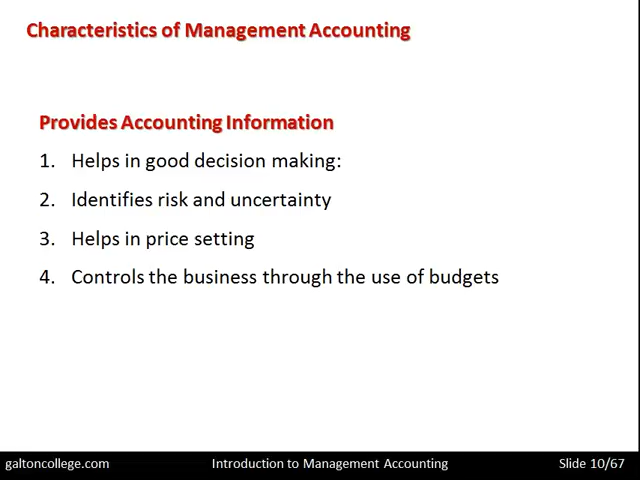 Characteristics of Management Accounting
Provides Accounting Information
1. Helps in good decision making:
2. Identifies risk and uncertainty
3. Helps in price setting
4. Controls the business through the use of budgets
galtoncollege.com Introduction to Management Accounting Slide 10/67